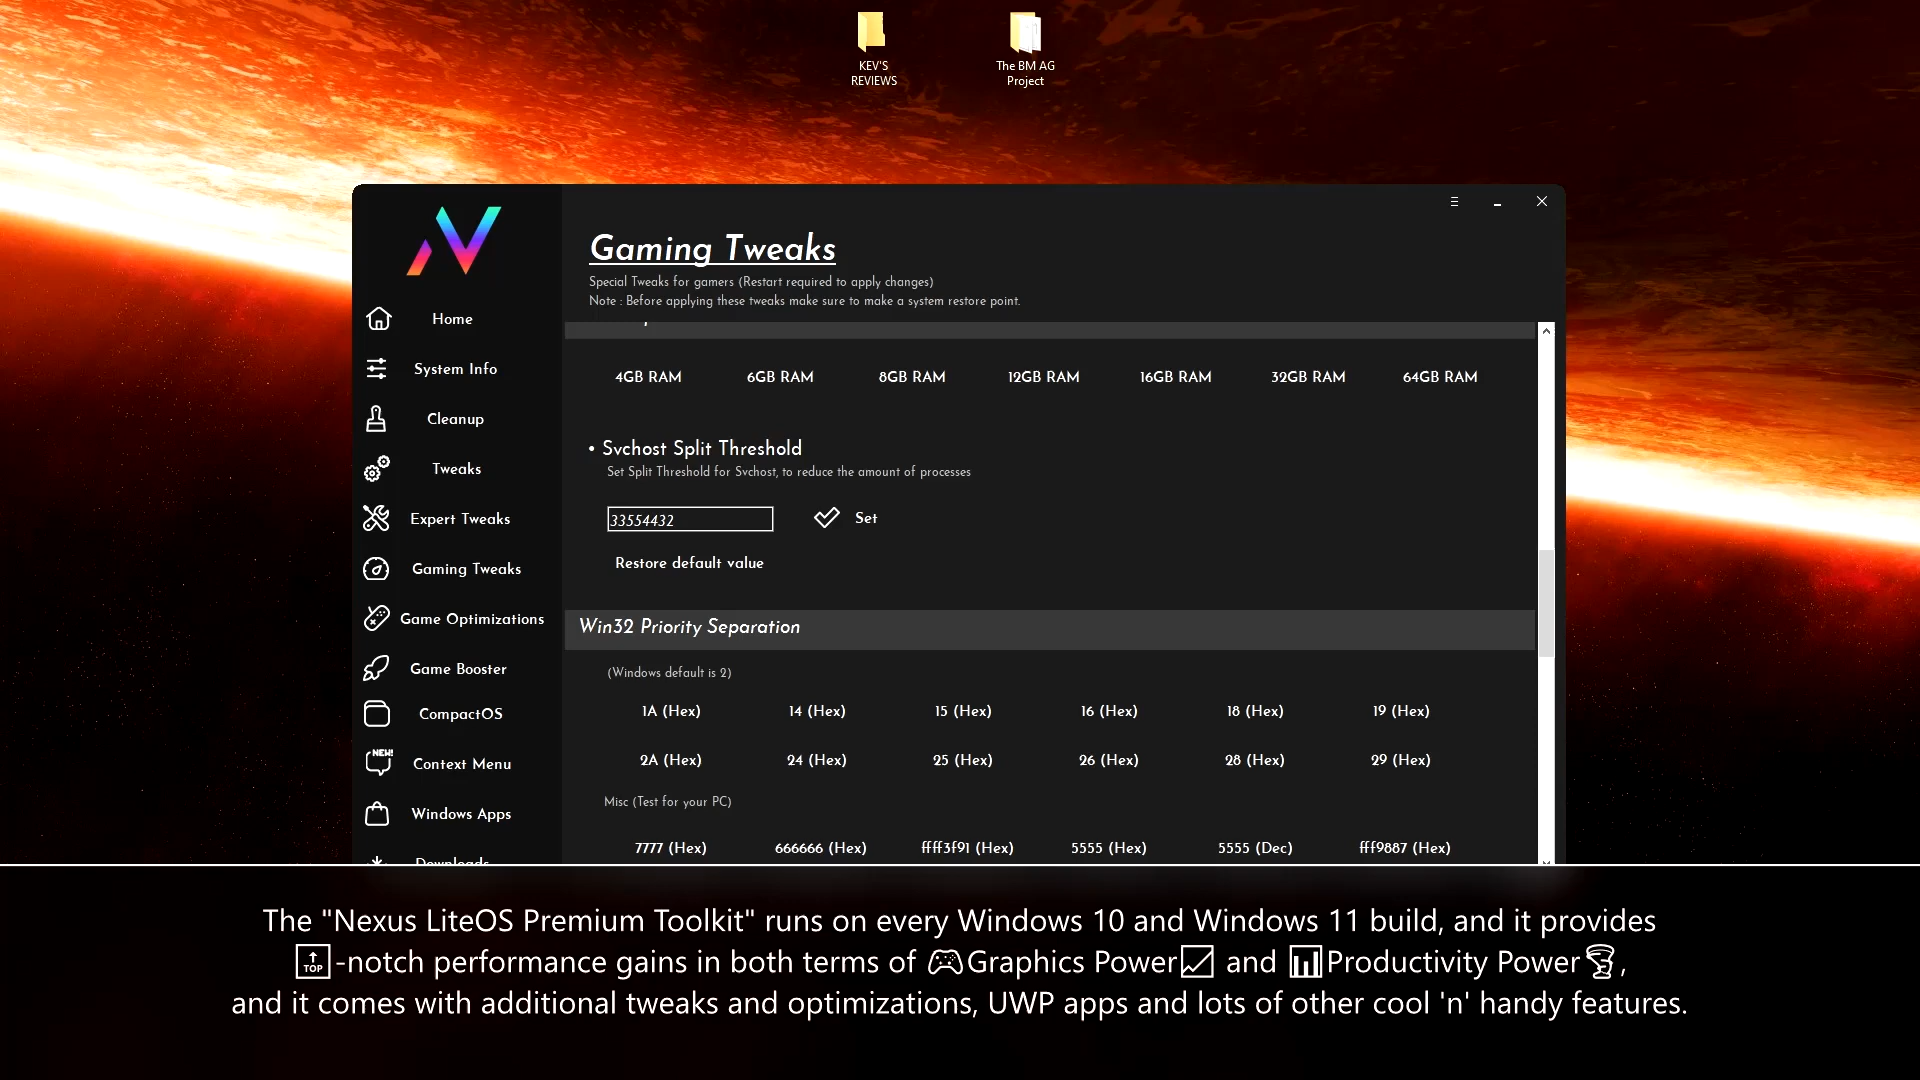 KEV'S
REVIEWS
The BM AG
Project
Gaming Tweaks
Special Tweaks for gamers (Restart required to apply changes)
Note : Before applying these tweaks make sure to make a system restore point.
Home
System Info
Cleanup
Tweaks
Expert Tweaks
Gaming Tweaks
Game Optimizations
Game Booster
CompactOS
NEW!
Context Menu
Windows Apps
Downloads
4GB RAM 6GB RAM 8GB RAM 12GB RAM 16GB RAM 32GB RAM 64GB RAM
• Svchost Split Threshold
Set Split Threshold for Svchost, to reduce the amount of processes
33554432 Set
Restore default value
Win32 Priority Separation
(Windows default is 2)
1A (Hex) 14 (Hex) 15 (Hex) 16 (Hex) 18 (Hex) 19 (Hex)
2A (Hex) 24 (Hex) 25 (Hex) 26 (Hex) 28 (Hex) 29 (Hex)
Misc (Test for your PC)
7777 (Hex) 666666 (Hex) ffff3f91 (Hex) 5555 (Hex) 5555 (Dec) fff9887 (Hex)
The "Nexus LiteOS Premium Toolkit" runs on every Windows 10 and Windows 11 build, and it provides
🔝-notch performance gains in both terms of 🎮Graphics Power📈 and 📊Productivity Power🌪,
and it comes with additional tweaks and optimizations, UWP apps and lots of other cool 'n' handy features.